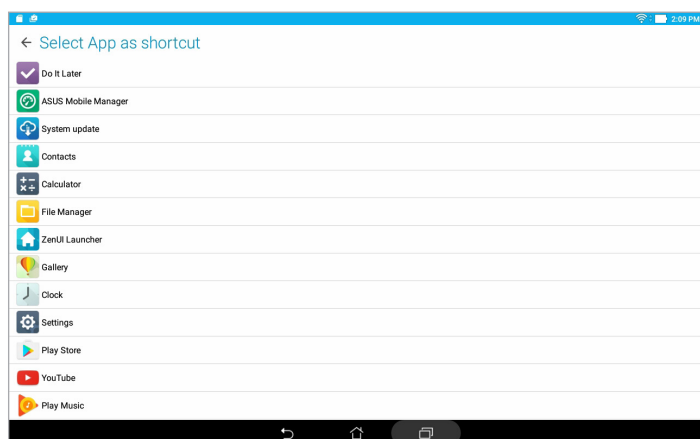 2:09 PM
Select App as shortcut
Do It Later
ASUS Mobile Manager
System update
Contacts
Calculator
File Manager
ZenUI Launcher
Gallery
Clock
Settings
Play Store
YouTube
Play Music